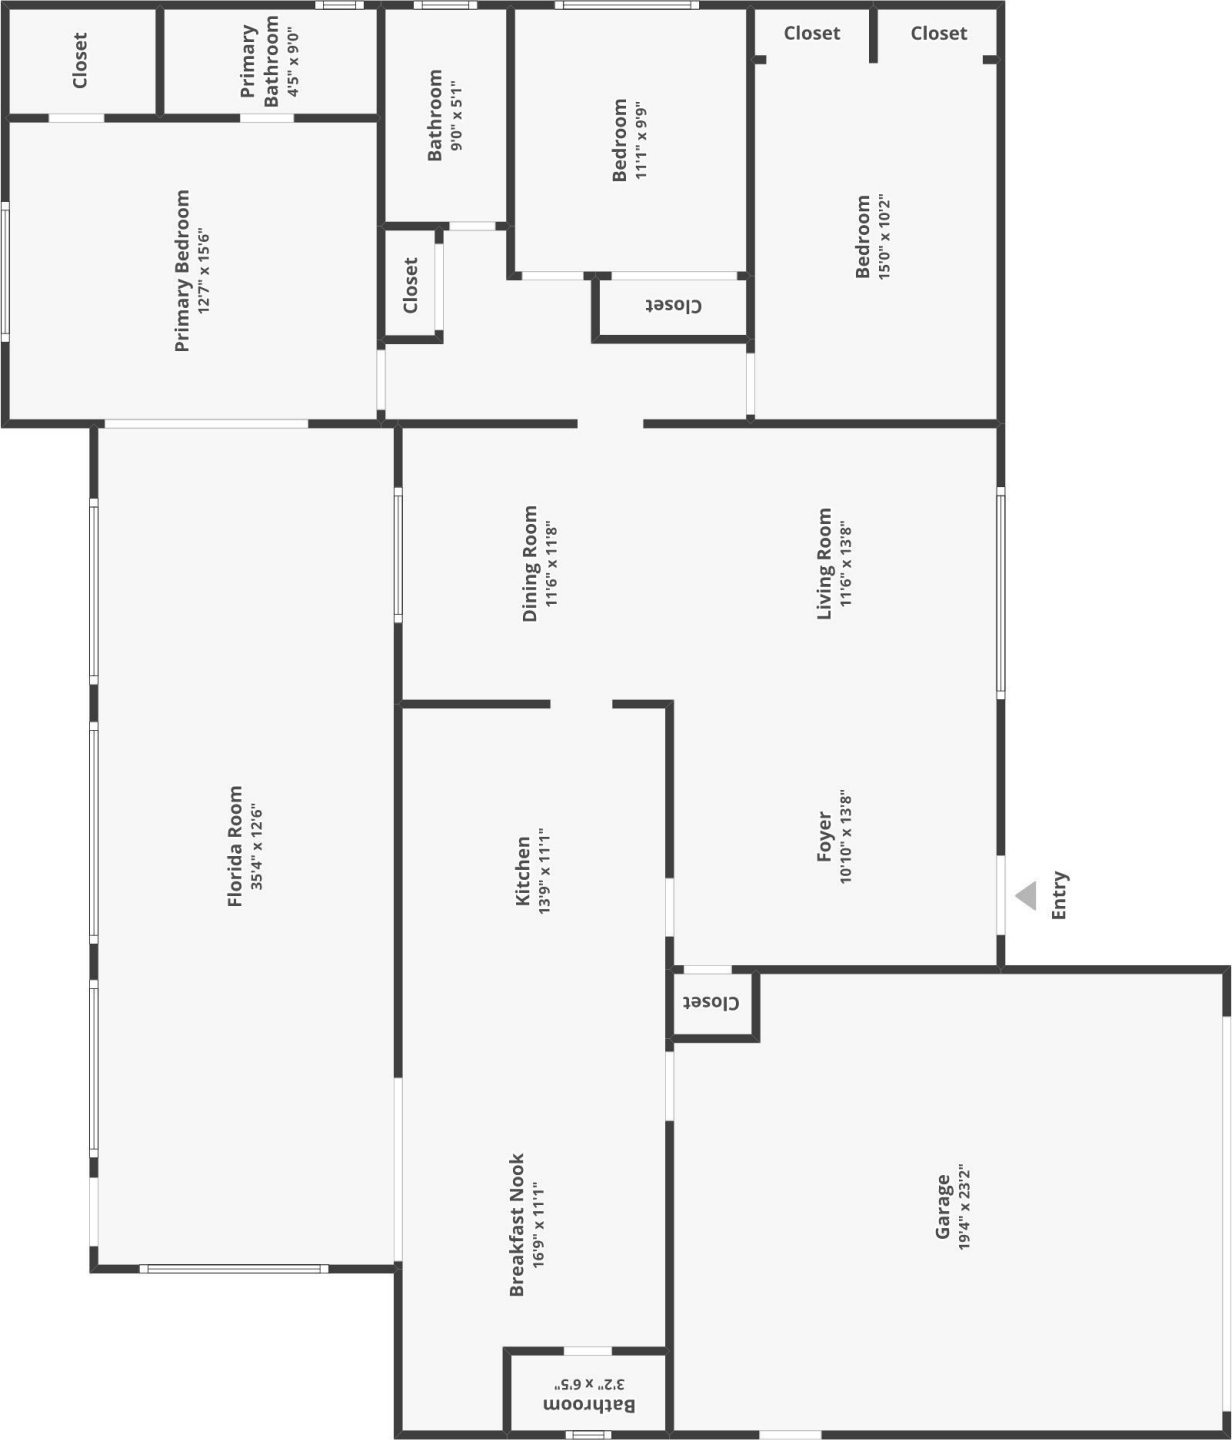 Closet
Primary
Bathroom
4'5" x 9'0"
Bathroom
9'0" x 5'1"
Bedroom
11'1" x 9'9"
Closet
Closet
Primary Bedroom
12'7" x 15'6"
Closet
Closet
Bedroom
15'0" x 10'2"
Dining Room
11'6" x 11'8"
Living Room
11'6" x 13'8"
Florida Room
35'4" x 12'6"
Kitchen
13'9" x 11'1"
Foyer
10'10" x 13'8"
Entry
Closet
Breakfast Nook
16'9" x 11'1"
Garage
19'4" x 23'2"
Bathroom
3'2" x 6'5"